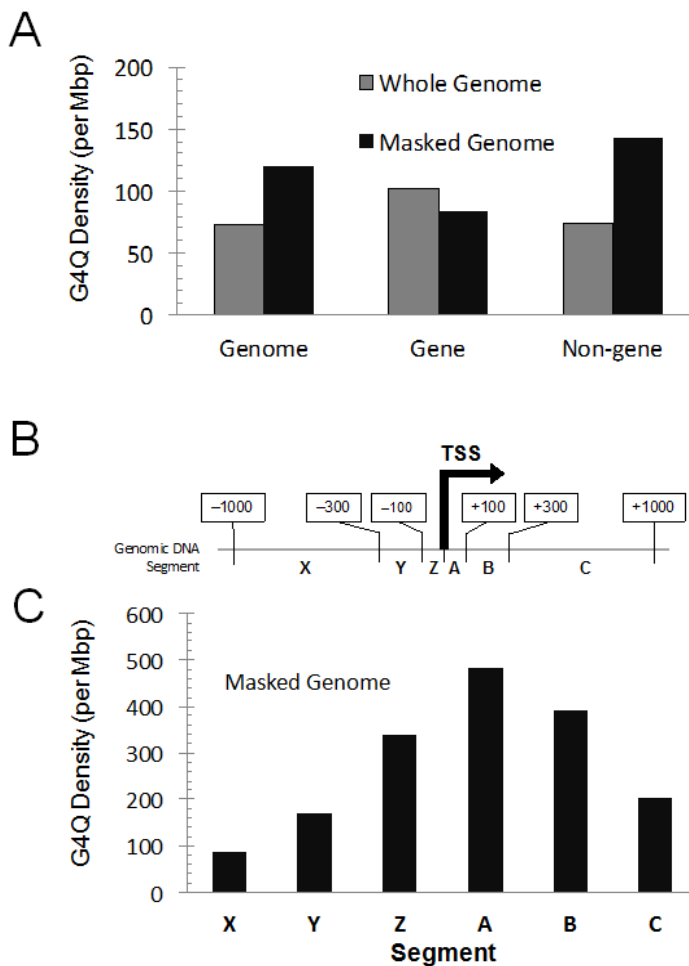 A
G4Q Density (per Mbp)
200
150
100
50
0
Whole Genome
Masked Genome
Genome Gene Non-gene
B
TSS
–1000 –300 –100 +100 +300 +1000
Genomic DNA
Segment
X Y Z A B C
C
G4Q Density (per Mbp)
600
500
400
300
200
100
0
Masked Genome
X Y Z A B C
Segment